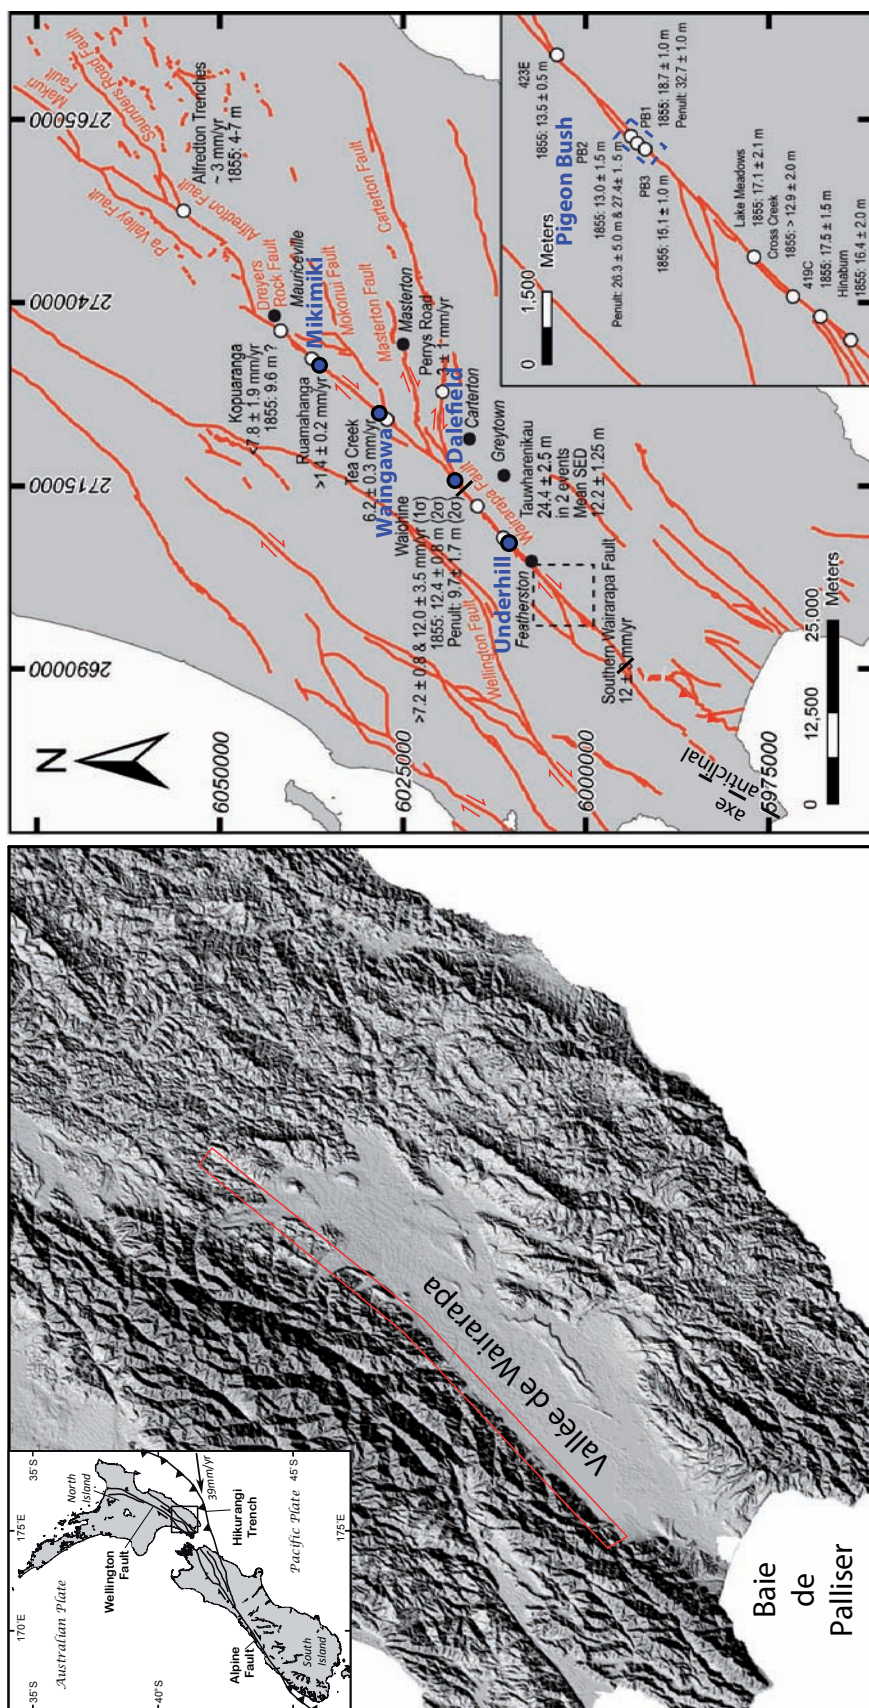 35°S
40°S
170°E
175°E
Australian Plate
North
Island
Wellington
Fault
Alpine
Fault
South
Island
39mm/yr
Hikurangi
Trench
Pacific Plate
35°S
45°S
175°E
Vallée de Wairarapa
Baie
de
Palliser
N
2690000
2715000
2740000
2765000
6050000
6025000
6000000
5975000
Makuri
Fault
Saunders Road Fault
Pa Valley Fault
Alfredton Fault
Alfredton Trenches
~ 3 mm/yr
1855: 4-7 m
Dreyers
Rock Fault
Mauriceville
Kopuaranga
<7.8 ± 1.9 mm/yr
1855: 9.6 m ?
Mikimiki
Mokonui Fault
Ruamahanga
>1.4 ± 0.2 mm/yr
Carterton Fault
Masterton Fault
Masterton
Tea Creek
6.2 ± 0.3 mm/yr
Waingawa
Perrys Road
3 ± 1 mm/yr
Waiohine
>7.2 ± 0.8 & 12.0 ± 3.5 mm/yr (1σ)
1855: 12.4 ± 0.8 m (2σ)
Penult: 9.7 ± 1.7 m (2σ)
Dalefield
Carterton
Wairarapa Fault
Greytown
Tauwharenikau
24.4 ± 2.5 m
in 2 events
Mean SED
12.2 ± 1.25 m
Underhill
Featherston
Wellington Fault
Southern Wairarapa Fault
12 ± mm/yr
axe
anticlinal
0 12,500 25,000
Meters
423E
1855: 13.5 ± 0.5 m
Pigeon Bush
PB2
1855: 13.0 ± 1.5 m
Penult: 26.3 ± 5.0 m & 27.4± 1. 5 m
PB1
1855: 18.7 ± 1.0 m
Penult: 32.7 ± 1.0 m
PB3
1855: 15.1 ± 1.0 m
0 1,500
Meters
Lake Meadows
1855: 17.1 ± 2.1 m
Cross Creek
1855: > 12.9 ± 2.0 m
419C
1855: 17.5 ± 1.5 m
Hinaburn
1855: 16.4 ± 2.0 m